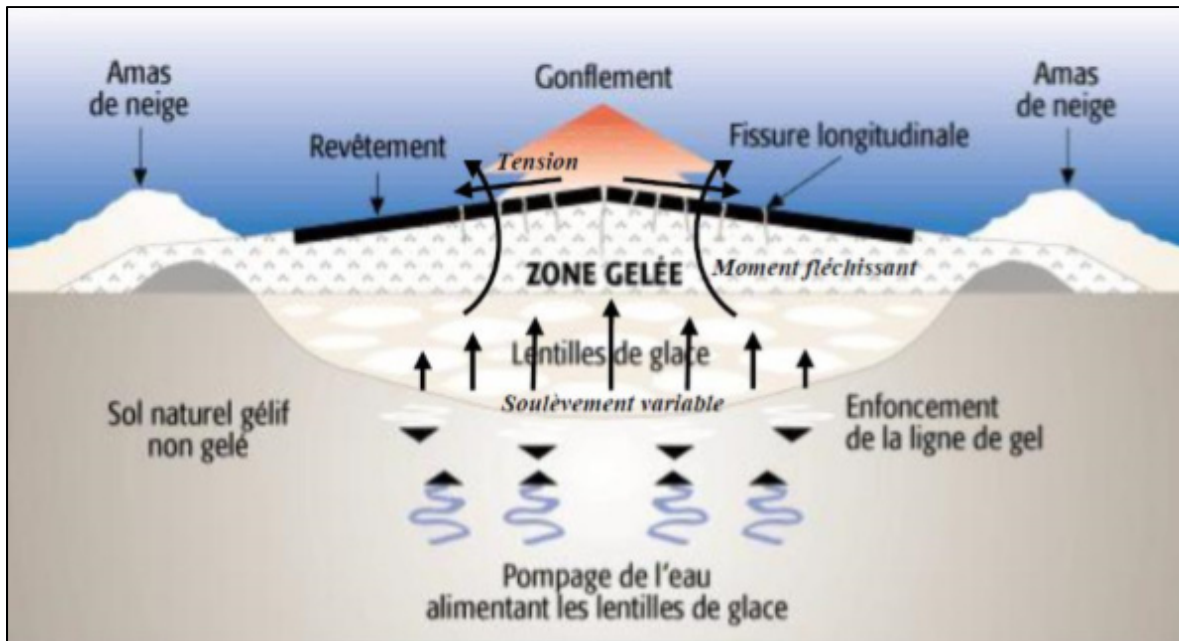 Amas
de neige
Gonflement
Amas
de neige
Revêtement
Tension
Fissure longitudinale
ZONE GELÉE
Moment fléchissant
Lentilles de glace
Soulèvement variable
Sol naturel gélif
non gelé
Enfoncement
de la ligne de gel
Pompage de l'eau
alimentant les lentilles de glace